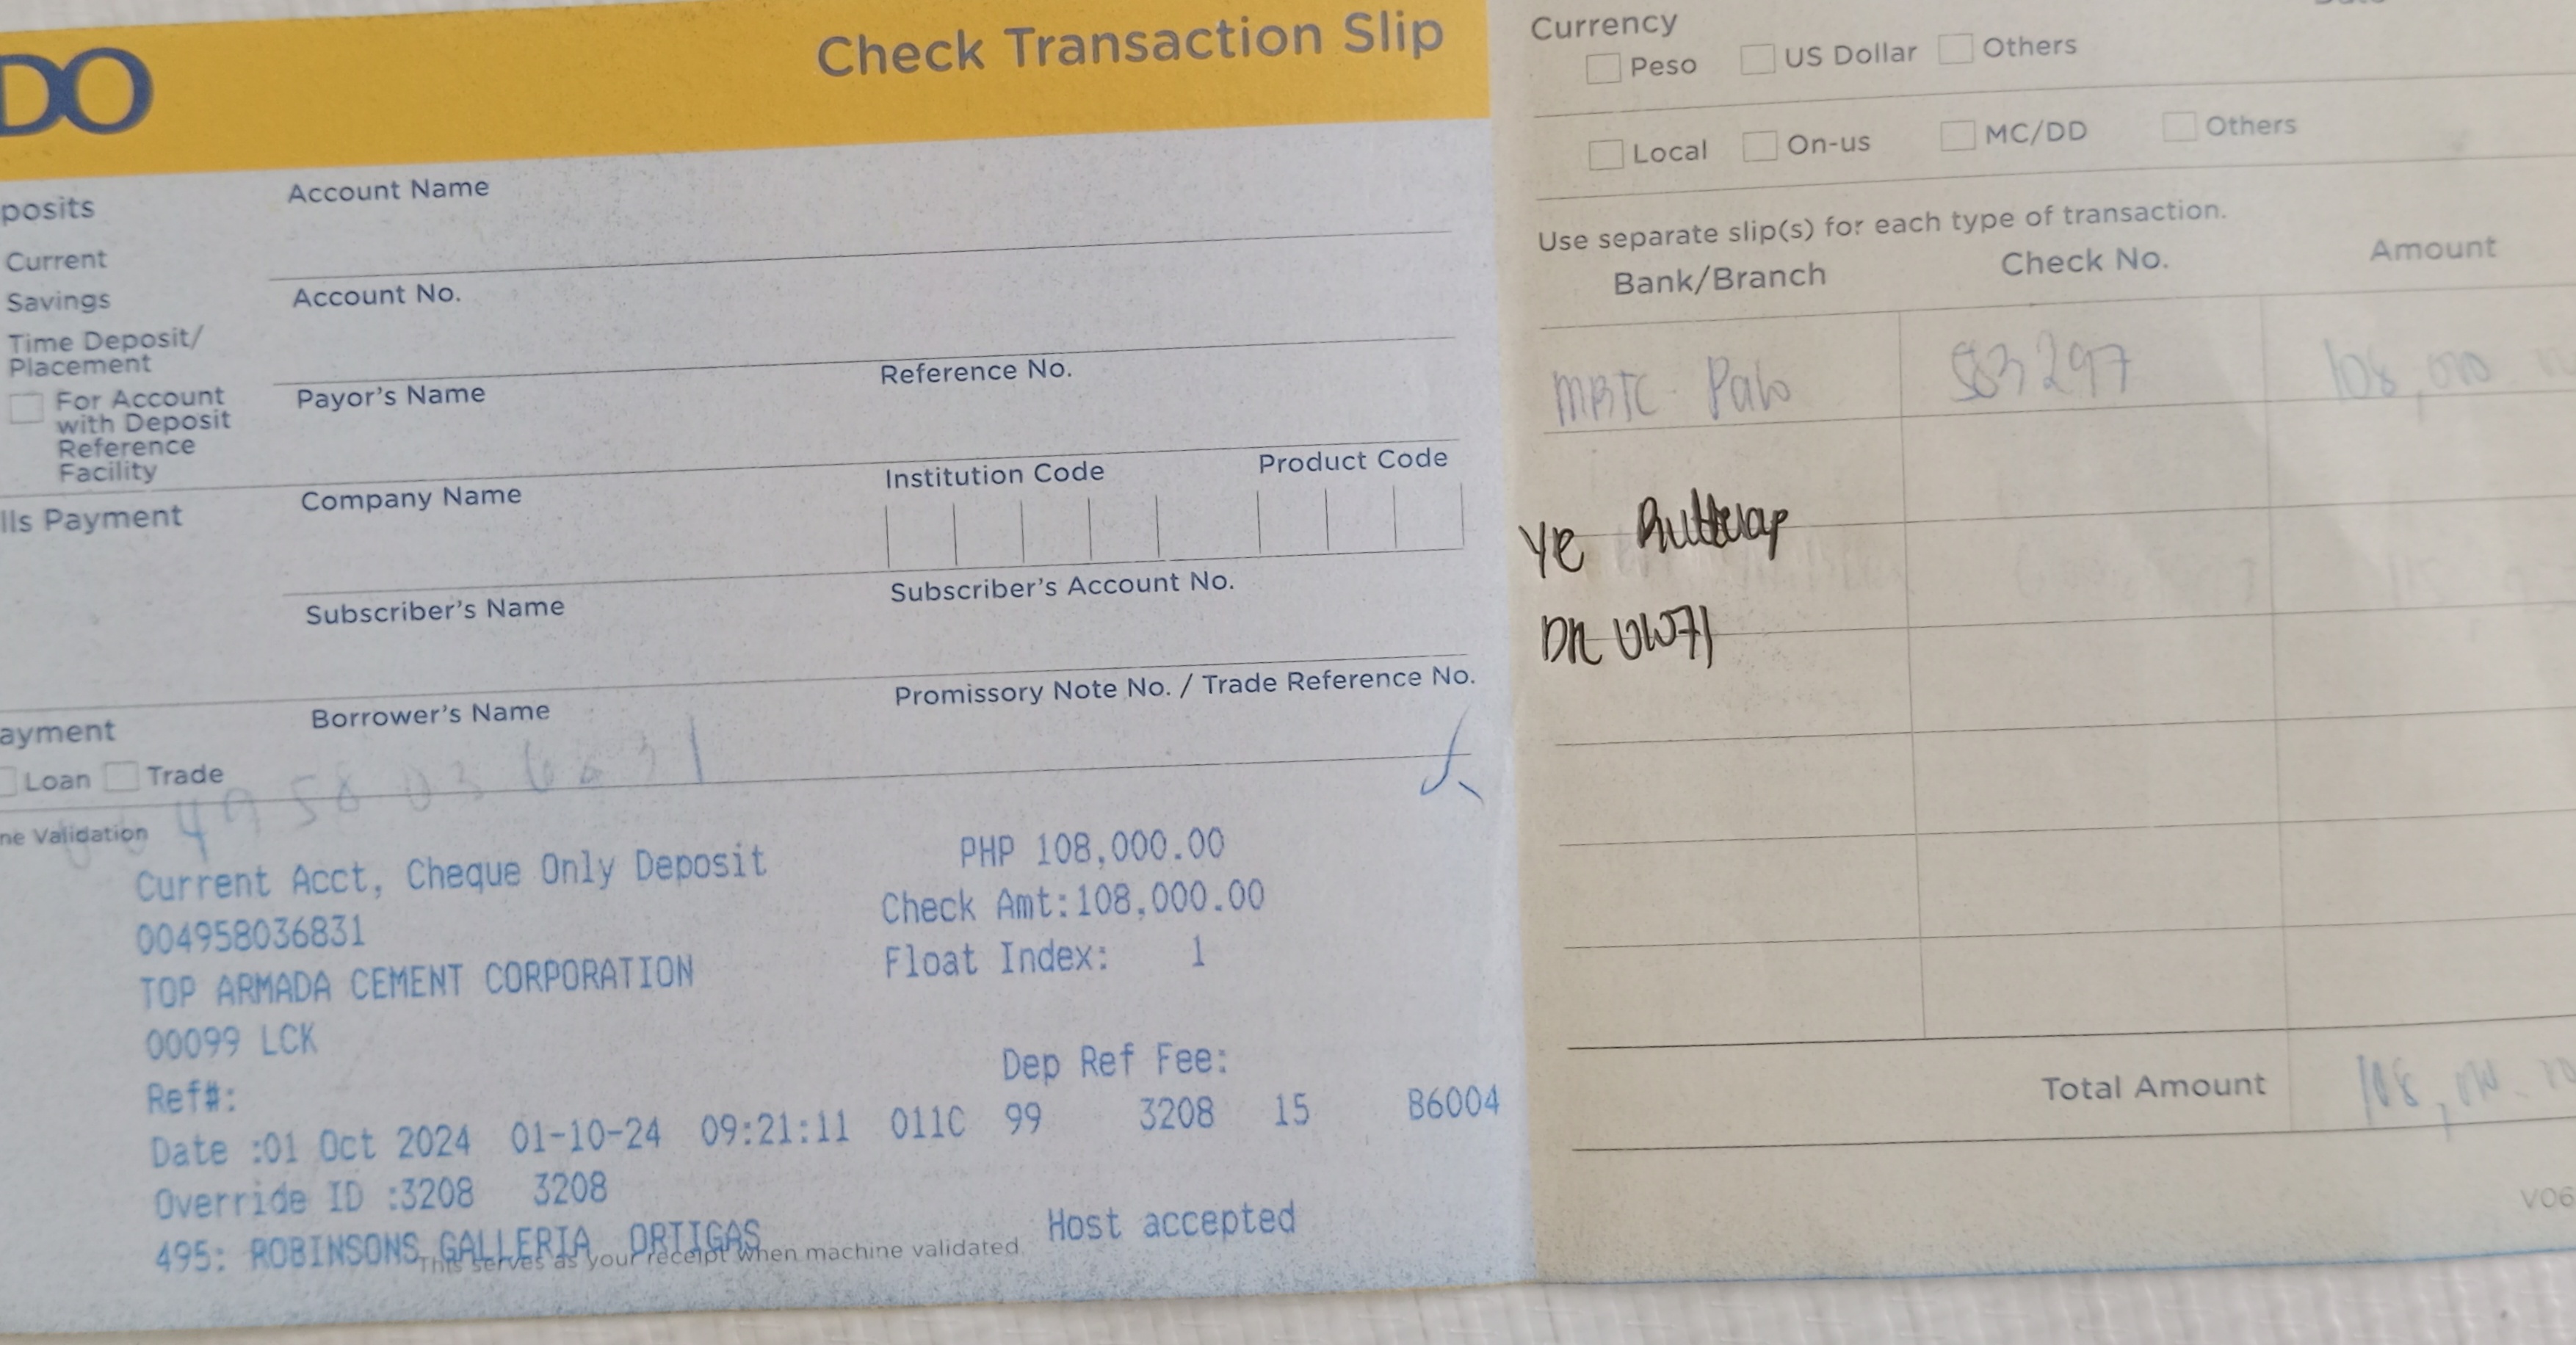 DO
Check Transaction Slip
posits
Current
Savings
Time Deposit/
Placement
For Account
with Deposit
Reference
Facility
lls Payment
ayment
Loan Trade
ne Validation
Account Name
Account No.
Payor's Name Reference No.
Company Name Institution Code Product Code
Subscriber's Name Subscriber's Account No.
Borrower's Name Promissory Note No. / Trade Reference No.
Current Acct, Cheque Only Deposit PHP 108,000.00
004958036831 Check Amt:108,000.00
TOP ARMADA CEMENT CORPORATION Float Index: 1
00099 LCK
Ref#: Dep Ref Fee:
Date :01 Oct 2024 01-10-24 09:21:11 011C 99 3208 15 B6004
Override ID :3208 3208
495: ROBINSONS GALLERIA ORTIGAS Host accepted
This serves as your receipt when machine validated
Currency
Peso US Dollar Others
Local On-us MC/DD Others
Use separate slip(s) for each type of transaction.
Bank/Branch Check No. Amount
MBTC - Palo 583297 108,000
DR
Total Amount 108,000.00
V06